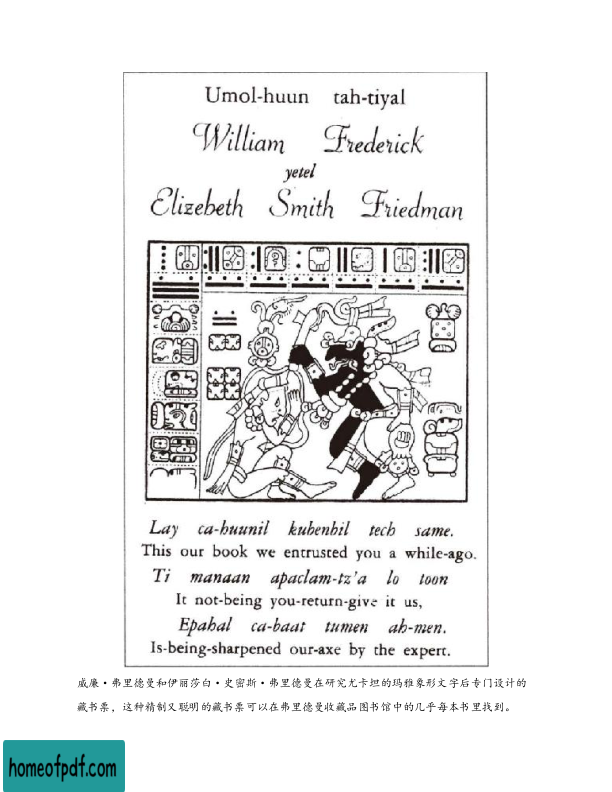 Umol-huun tah-tiyal
William Frederick
yetel
Elizebeth Smith Friedman
Lay ca-huunil kubenbil tech same.
This our book we entrusted you a while-ago.
Ti manaan apaclam-tz'a lo toon
It not-being you-return-give it us,
Epahal ca-baat tumen ah-men.
Is-being-sharpened our-axe by the expert.
威廉·弗里德曼和伊丽莎白·史密斯·弗里德曼在研究尤卡坦的玛雅象形文字后专门设计的
藏书票，这种精制又聪明的藏书票可以在弗里德曼收藏品图书馆中的几乎每本书里找到。
homeofpdf.com